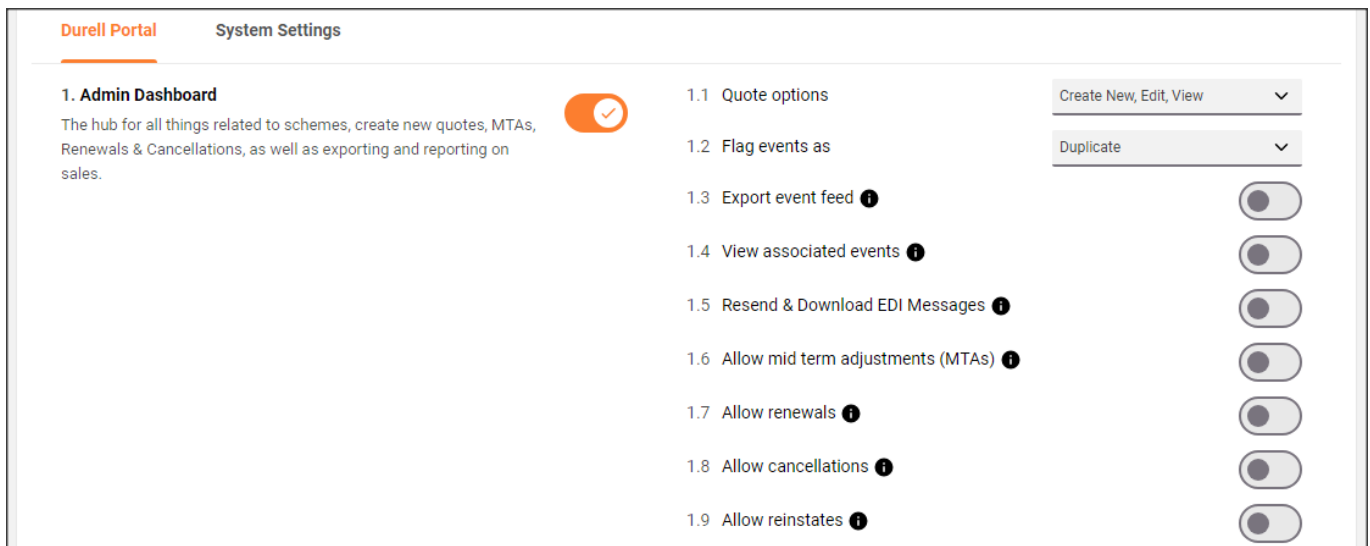 Durell Portal System Settings
1. Admin Dashboard
The hub for all things related to schemes, create new quotes, MTAs,
Renewals & Cancellations, as well as exporting and reporting on
sales.
1.1 Quote options Create New, Edit, View
1.2 Flag events as Duplicate
1.3 Export event feed
1.4 View associated events
1.5 Resend & Download EDI Messages
1.6 Allow mid term adjustments (MTAs)
1.7 Allow renewals
1.8 Allow cancellations
1.9 Allow reinstates